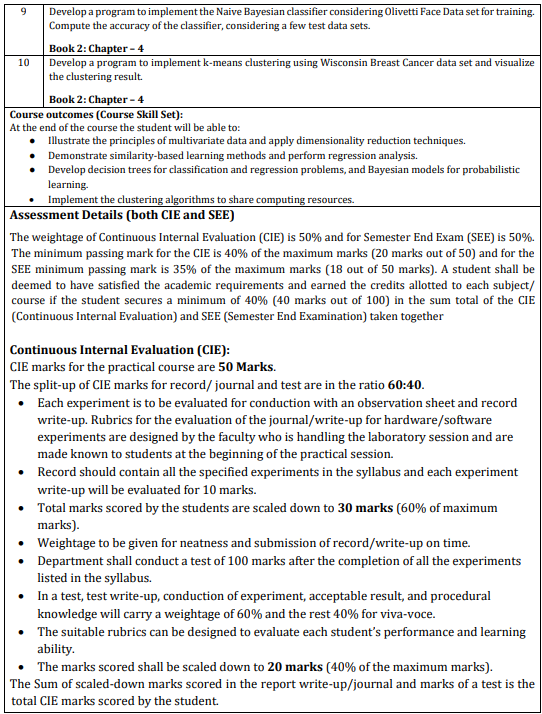 9 Develop a program to implement the Naive Bayesian classifier considering Olivetti Face Data set for training.
Compute the accuracy of the classifier, considering a few test data sets.
Book 2: Chapter – 4
10 Develop a program to implement k-means clustering using Wisconsin Breast Cancer data set and visualize
the clustering result.
Book 2: Chapter – 4
Course outcomes (Course Skill Set):
At the end of the course the student will be able to:
● Illustrate the principles of multivariate data and apply dimensionality reduction techniques.
● Demonstrate similarity-based learning methods and perform regression analysis.
● Develop decision trees for classification and regression problems, and Bayesian models for probabilistic
learning.
● Implement the clustering algorithms to share computing resources.
Assessment Details (both CIE and SEE)
The weightage of Continuous Internal Evaluation (CIE) is 50% and for Semester End Exam (SEE) is 50%.
The minimum passing mark for the CIE is 40% of the maximum marks (20 marks out of 50) and for the
SEE minimum passing mark is 35% of the maximum marks (18 out of 50 marks). A student shall be
deemed to have satisfied the academic requirements and earned the credits allotted to each subject/
course if the student secures a minimum of 40% (40 marks out of 100) in the sum total of the CIE
(Continuous Internal Evaluation) and SEE (Semester End Examination) taken together
Continuous Internal Evaluation (CIE):
CIE marks for the practical course are 50 Marks.
The split-up of CIE marks for record/ journal and test are in the ratio 60:40.
● Each experiment is to be evaluated for conduction with an observation sheet and record
write-up. Rubrics for the evaluation of the journal/write-up for hardware/software
experiments are designed by the faculty who is handling the laboratory session and are
made known to students at the beginning of the practical session.
● Record should contain all the specified experiments in the syllabus and each experiment
write-up will be evaluated for 10 marks.
● Total marks scored by the students are scaled down to 30 marks (60% of maximum
marks).
● Weightage to be given for neatness and submission of record/write-up on time.
● Department shall conduct a test of 100 marks after the completion of all the experiments
listed in the syllabus.
● In a test, test write-up, conduction of experiment, acceptable result, and procedural
knowledge will carry a weightage of 60% and the rest 40% for viva-voce.
● The suitable rubrics can be designed to evaluate each student's performance and learning
ability.
● The marks scored shall be scaled down to 20 marks (40% of the maximum marks).
The Sum of scaled-down marks scored in the report write-up/journal and marks of a test is the
total CIE marks scored by the student.